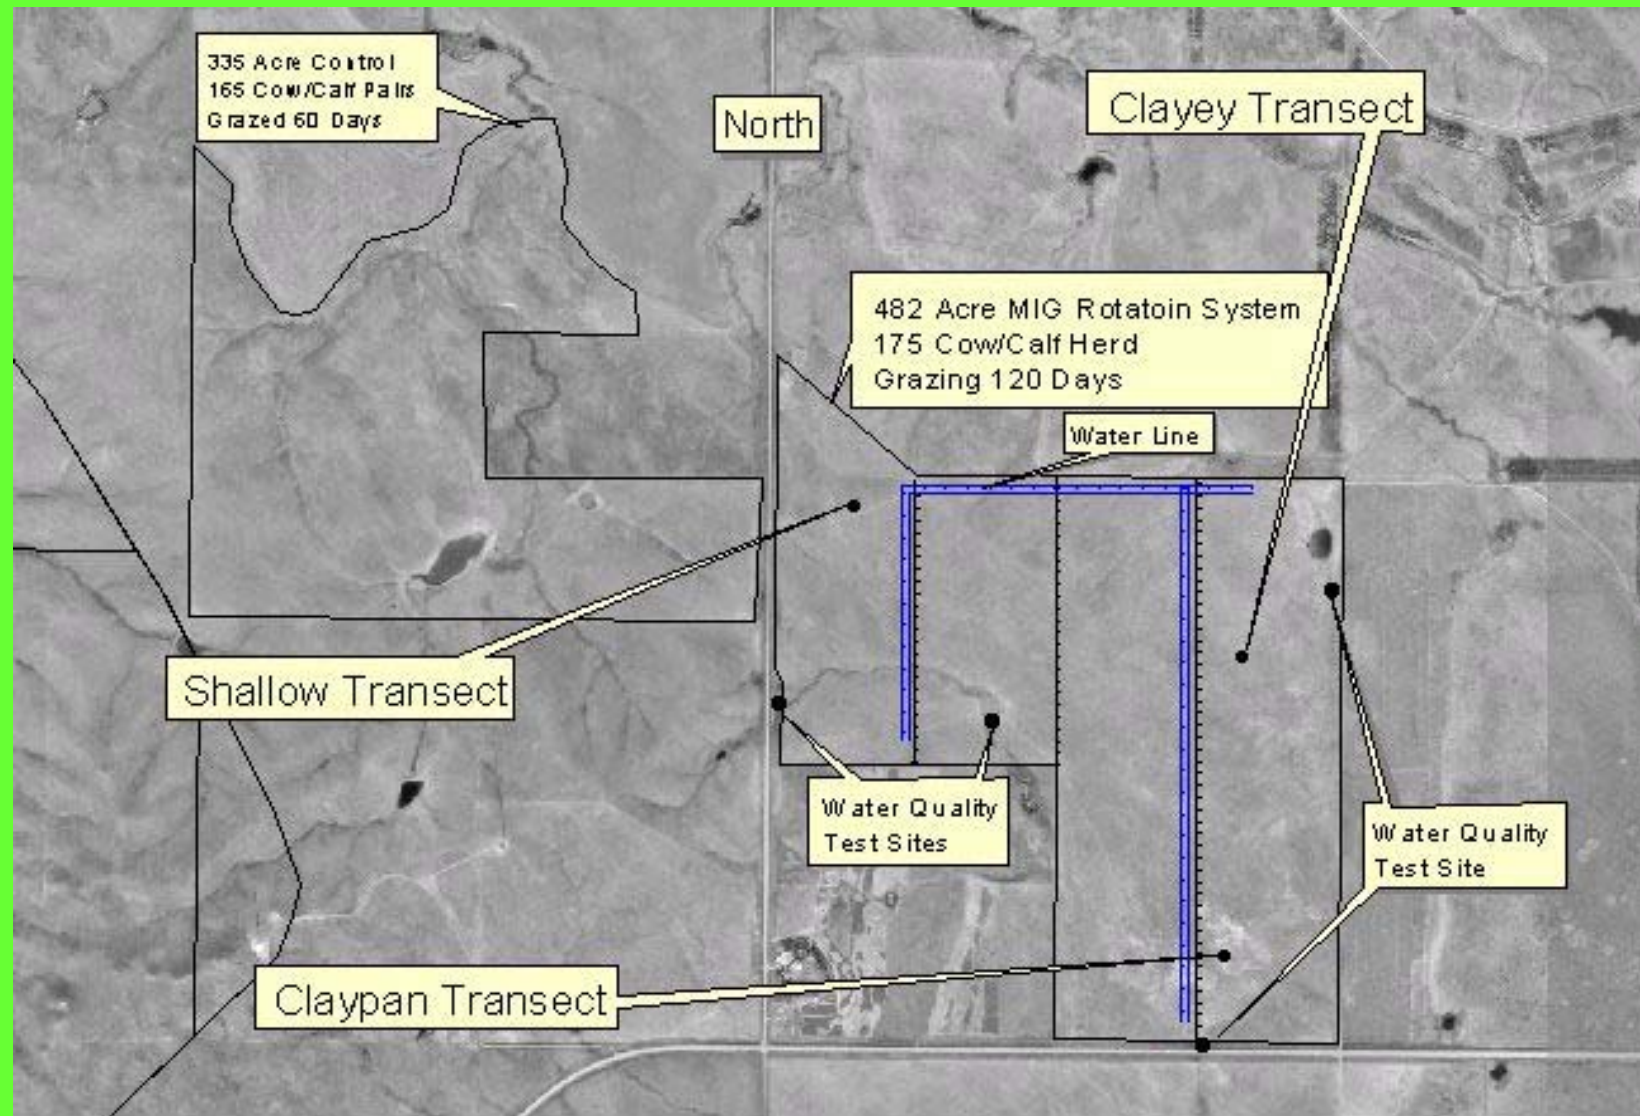 335 Acre Control
165 Cow/Calf Pairs
Grazed 60 Days
North
Clayey Transect
482 Acre MIG Rotatoin System
175 Cow/Calf Herd
Grazing 120 Days
Water Line
Shallow Transect
Water Quality
Test Sites
Water Quality
Test Site
Claypan Transect